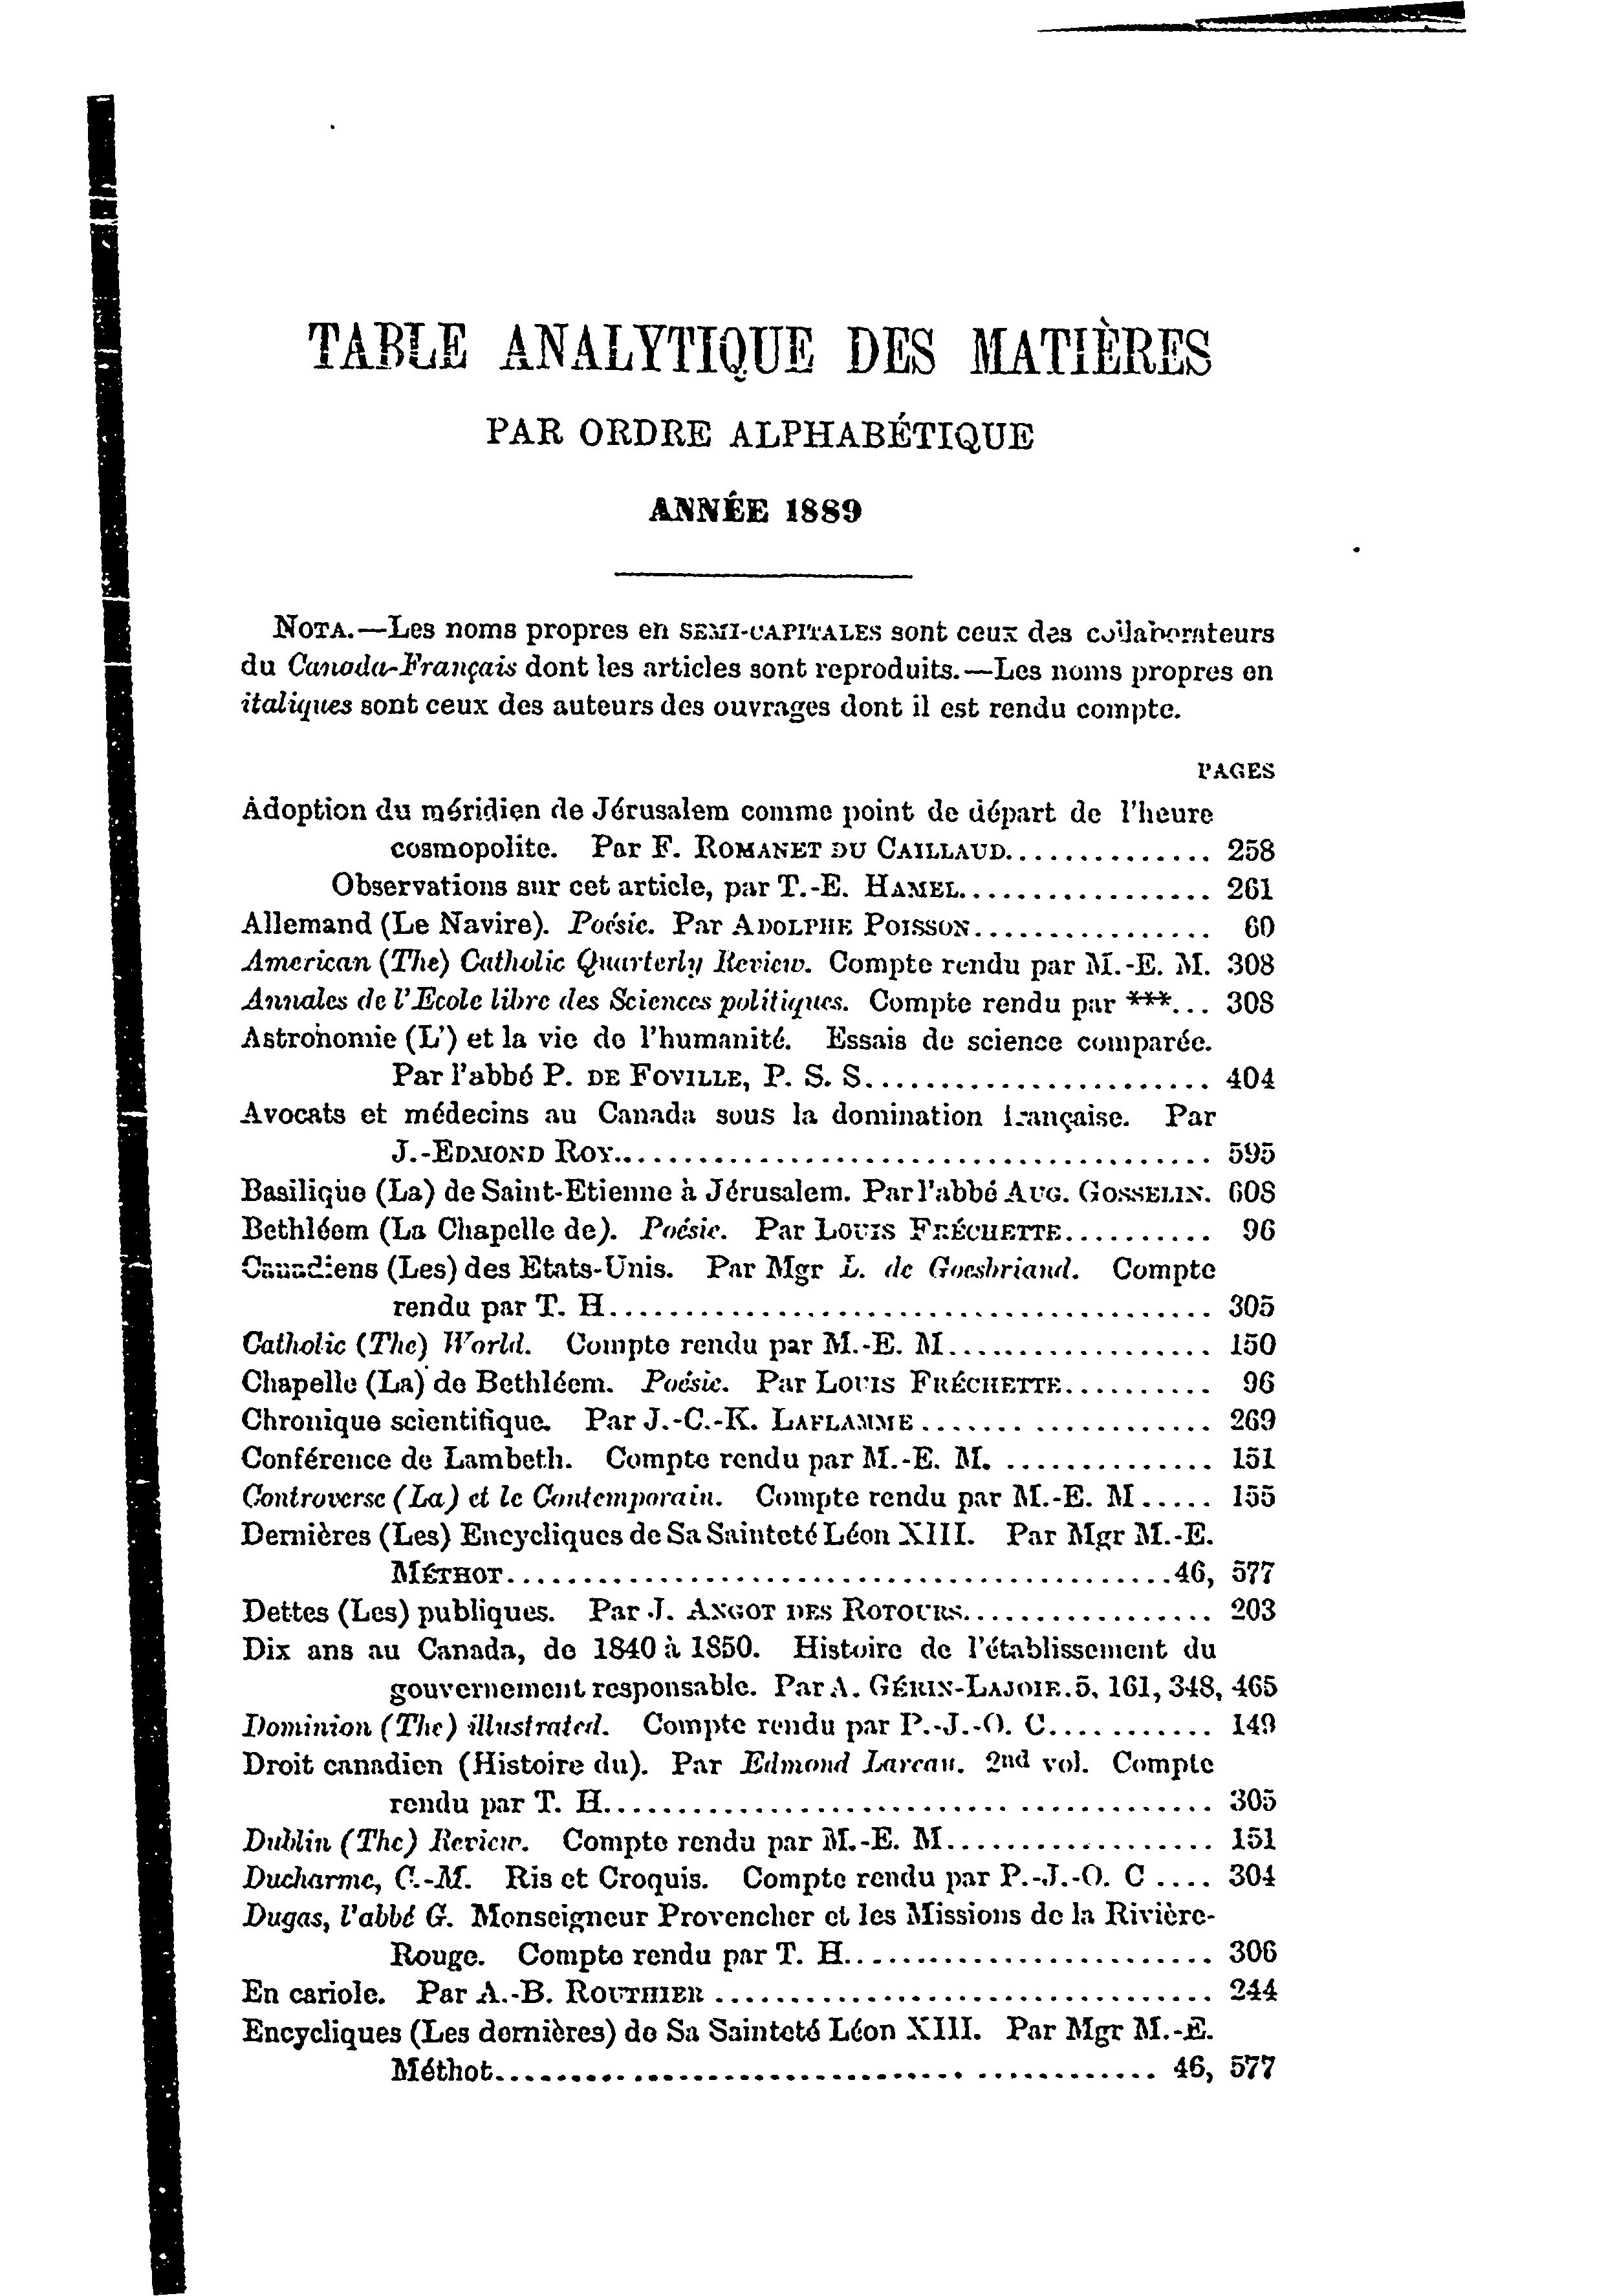 TABLE ANALYTIQUE DES MATIÈRES
PAR ORDRE ALPHABÉTIQUE
ANNÉE 1889
NOTA.—Les noms propres en SEMI-CAPITALES sont ceux des collaborateurs
du Canada-Français dont les articles sont reproduits.—Les noms propres en
italiques sont ceux des auteurs des ouvrages dont il est rendu compte.
PAGES
Adoption du méridien de Jérusalem comme point de départ de l'heure
cosmopolite. Par F. ROMANET DU CAILLAUD.............. 258
Observations sur cet article, par T.-E. HAMEL................. 261
Allemand (Le Navire). Poésie. Par ADOLPHE POISSON................ 60
American (The) Catholic Quarterly Review. Compte rendu par M.-E. M. 308
Annales de l'Ecole libre des Sciences politiques. Compte rendu par ***... 308
Astronomie (L') et la vie de l'humanité. Essais de science comparée.
Par l'abbé P. DE FOVILLE, P. S. S....................... 404
Avocats et médecins au Canada sous la domination française. Par
J.-EDMOND ROY........................................ 595
Basilique (La) de Saint-Etienne à Jérusalem. Par l'abbé AUG. GOSSELIN. 608
Bethléem (La Chapelle de). Poésie. Par LOUIS FRÉCHETTE.......... 96
Canadiens (Les) des Etats-Unis. Par Mgr L. de Goesbriand. Compte
rendu par T. H........................................ 305
Catholic (The) World. Compte rendu par M.-E. M.................. 150
Chapelle (La) de Bethléem. Poésie. Par LOUIS FRÉCHETTE.......... 96
Chronique scientifique. Par J.-C.-K. LAFLAMME ....... .......... 269
Conférence de Lambeth. Compte rendu par M.-E. M. .............. 151
Controverse (La) et le Contemporain. Compte rendu par M.-E. M ..... 155
Dernières (Les) Encycliques de Sa Sainteté Léon XIII. Par Mgr M.-E.
MÉTHOT............................................46, 577
Dettes (Les) publiques. Par J. ANGOT DES ROTOURS................. 203
Dix ans au Canada, de 1840 à 1850. Histoire de l'établissement du
gouvernement responsable. Par A. GÉRIN-LAJOIE.5, 161, 348, 465
Dominion (The) illustrated. Compte rendu par P.-J.-O. C........... 149
Droit canadien (Histoire du). Par Edmond Lareau. 2nd vol. Compte
rendu par T. H........................... ............. 305
Dublin (The) Review. Compte rendu par M.-E. M.................. 151
Ducharme, C.-M. Ris et Croquis. Compte rendu par P.-J.-O. C .... 304
Dugas, l'abbé G. Monseigneur Provencher et les Missions de la Rivière-
Rouge. Compte rendu par T. H......................... 306
En cariole. Par A.-B. ROUTHIER ................................. 244
Encycliques (Les dernières) de Sa Sainteté Léon XIII. Par Mgr M.-E.
Méthot............................... ............ 46, 577